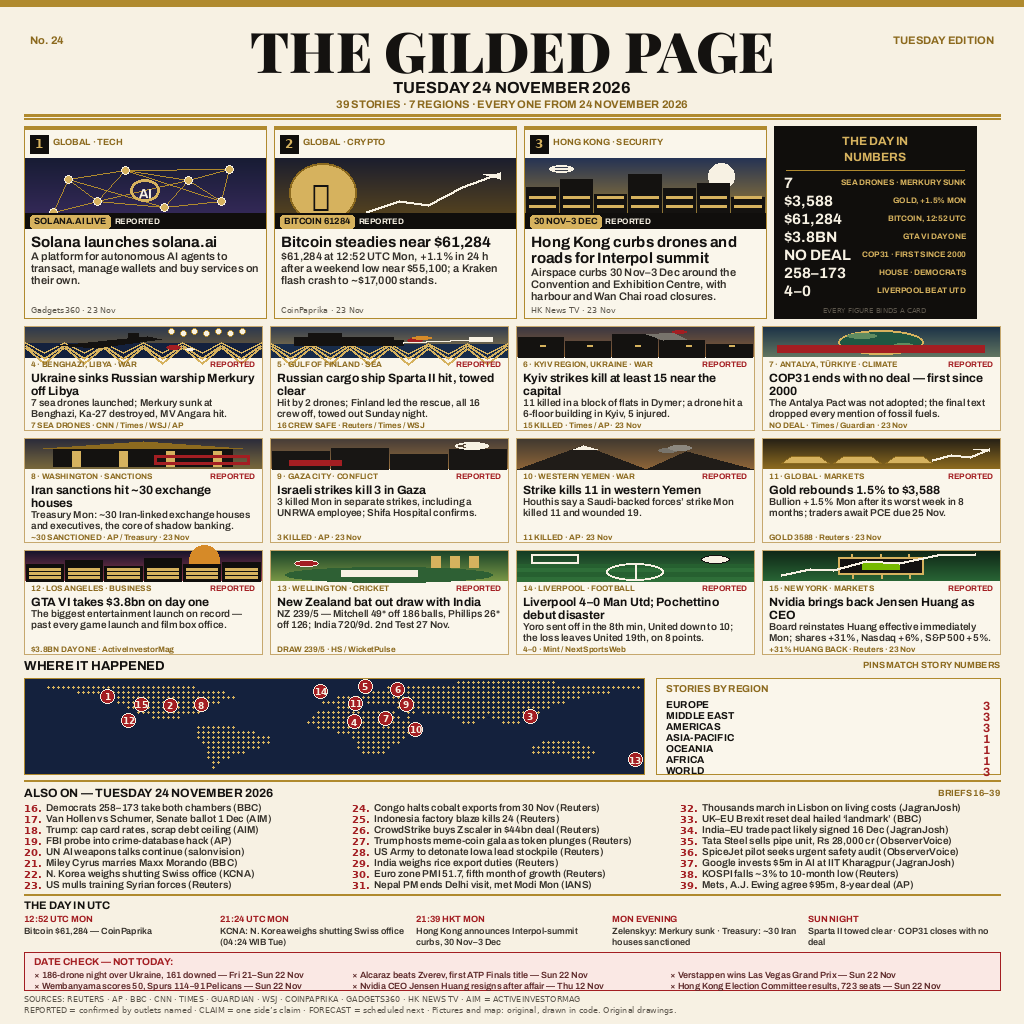 No. 24
TUESDAY EDITION
THE GILDED PAGE
TUESDAY 24 NOVEMBER 2026
39 STORIES · 7 REGIONS · EVERY ONE FROM 24 NOVEMBER 2026
1 GLOBAL · TECH
AI
SOLANA.AI LIVE REPORTED
Solana launches solana.ai
A platform for autonomous AI agents to
transact, manage wallets and buy services on
their own.
Gadgets360 · 23 Nov
2 GLOBAL · CRYPTO
BITCOIN 61284 REPORTED
Bitcoin steadies near $61,284
$61,284 at 12:52 UTC Mon, +1.1% in 24 h
after a weekend low near $55,100; a Kraken
flash crash to ~$17,000 stands.
CoinPaprika · 23 Nov
3 HONG KONG · SECURITY
30 NOV–3 DEC REPORTED
Hong Kong curbs drones and
roads for Interpol summit
Airspace curbs 30 Nov–3 Dec around the
Convention and Exhibition Centre, with
harbour and Wan Chai road closures.
HK News TV · 23 Nov
THE DAY IN
NUMBERS
7 SEA DRONES · MERKURY SUNK
$3,588 GOLD, +1.5% MON
$61,284 BITCOIN, 12:52 UTC
$3.8BN GTA VI DAY ONE
NO DEAL COP31 · FIRST SINCE 2000
258–173 HOUSE · DEMOCRATS
4–0 LIVERPOOL BEAT UTD
EVERY FIGURE BINDS A CARD
4 · BENGHAZI, LIBYA · WAR REPORTED
Ukraine sinks Russian warship Merkury
off Libya
7 sea drones launched; Merkury sunk at
Benghazi, Ka-27 destroyed, MV Angara hit.
7 SEA DRONES · CNN / Times / WSJ / AP
5 · GULF OF FINLAND · SEA REPORTED
Russian cargo ship Sparta II hit, towed
clear
Hit by 2 drones; Finland led the rescue, all 16
crew off, towed out Sunday night.
16 CREW SAFE · Reuters / Times / WSJ
6 · KYIV REGION, UKRAINE · WAR REPORTED
Kyiv strikes kill at least 15 near the
capital
11 killed in a block of flats in Dymer; a drone hit a
6-floor building in Kyiv, 5 injured.
15 KILLED · Times / AP · 23 Nov
7 · ANTALYA, TÜRKIYE · CLIMATE REPORTED
COP31 ends with no deal — first since
2000
The Antalya Pact was not adopted; the final text
dropped every mention of fossil fuels.
NO DEAL · Times / Guardian · 23 Nov
8 · WASHINGTON · SANCTIONS REPORTED
Iran sanctions hit ~30 exchange
houses
Treasury Mon: ~30 Iran-linked exchange houses
and executives, the core of shadow banking.
~30 SANCTIONED · AP / Treasury · 23 Nov
9 · GAZA CITY · CONFLICT REPORTED
Israeli strikes kill 3 in Gaza
3 killed Mon in separate strikes, including a
UNRWA employee; Shifa Hospital confirms.
3 KILLED · AP · 23 Nov
10 · WESTERN YEMEN · WAR REPORTED
Strike kills 11 in western Yemen
Houthis say a Saudi-backed forces' strike Mon
killed 11 and wounded 19.
11 KILLED · AP · 23 Nov
11 · GLOBAL · MARKETS REPORTED
Gold rebounds 1.5% to $3,588
Bullion +1.5% Mon after its worst week in 8
months; traders await PCE due 25 Nov.
GOLD 3588 · Reuters · 23 Nov
12 · LOS ANGELES · BUSINESS REPORTED
GTA VI takes $3.8bn on day one
The biggest entertainment launch on record —
past every game launch and film box office.
$3.8BN DAY ONE · ActiveInvestorMag
13 · WELLINGTON · CRICKET REPORTED
New Zealand bat out draw with India
NZ 239/5 — Mitchell 49* off 186 balls, Phillips 26*
off 126; India 720/9d. 2nd Test 27 Nov.
DRAW 239/5 · HS / WicketPulse
14 · LIVERPOOL · FOOTBALL REPORTED
Liverpool 4–0 Man Utd; Pochettino
debut disaster
Yoro sent off in the 8th min, United down to 10;
the loss leaves United 19th, on 8 points.
4–0 · Mint / NextSportsWeb
15 · NEW YORK · MARKETS REPORTED
Nvidia brings back Jensen Huang as
CEO
Board reinstates Huang effective immediately
Mon; shares +31%, Nasdaq +6%, S&P 500 +5%.
+31% HUANG BACK · Reuters · 23 Nov
WHERE IT HAPPENED
PINS MATCH STORY NUMBERS
1 15 2 8 12 14 5 6 11 9 4 7 10 3 13
STORIES BY REGION
EUROPE 3
MIDDLE EAST 3
AMERICAS 3
ASIA-PACIFIC 1
OCEANIA 1
AFRICA 1
WORLD 3
ALSO ON — TUESDAY 24 NOVEMBER 2026
BRIEFS 16–39
16. Democrats 258–173 take both chambers (BBC)
17. Van Hollen vs Schumer, Senate ballot 1 Dec (AIM)
18. Trump: cap card rates, scrap debt ceiling (AIM)
19. FBI probe into crime-database hack (AP)
20. UN AI weapons talks continue (salonvision)
21. Miley Cyrus marries Maxx Morando (BBC)
22. N. Korea weighs shutting Swiss office (KCNA)
23. US mulls training Syrian forces (Reuters)
24. Congo halts cobalt exports from 30 Nov (Reuters)
25. Indonesia factory blaze kills 24 (Reuters)
26. CrowdStrike buys Zscaler in $44bn deal (Reuters)
27. Trump hosts meme-coin gala as token plunges (Reuters)
28. US Army to detonate Iowa lead stockpile (Reuters)
29. India weighs rice export duties (Reuters)
30. Euro zone PMI 51.7, fifth month of growth (Reuters)
31. Nepal PM ends Delhi visit, met Modi Mon (IANS)
32. Thousands march in Lisbon on living costs (JagranJosh)
33. UK–EU Brexit reset deal hailed 'landmark' (BBC)
34. India–EU trade pact likely signed 16 Dec (JagranJosh)
35. Tata Steel sells pipe unit, Rs 28,000 cr (ObserverVoice)
36. SpiceJet pilot seeks urgent safety audit (ObserverVoice)
37. Google invests $5m in AI at IIT Kharagpur (JagranJosh)
38. KOSPI falls ~3% to 10-month low (Reuters)
39. Mets, A.J. Ewing agree $95m, 8-year deal (AP)
THE DAY IN UTC
12:52 UTC MON
Bitcoin $61,284 — CoinPaprika
21:24 UTC MON
KCNA: N. Korea weighs shutting Swiss office
(04:24 WIB Tue)
21:39 HKT MON
Hong Kong announces Interpol-summit
curbs, 30 Nov–3 Dec
MON EVENING
Zelenskyy: Merkury sunk · Treasury: ~30 Iran
houses sanctioned
SUN NIGHT
Sparta II towed clear · COP31 closes with no
deal
DATE CHECK — NOT TODAY:
× 186-drone night over Ukraine, 161 downed — Fri 21–Sun 22 Nov
× Alcaraz beats Zverev, first ATP Finals title — Sun 22 Nov
× Verstappen wins Las Vegas Grand Prix — Sun 22 Nov
× Wembanyama scores 50, Spurs 114–91 Pelicans — Sun 22 Nov
× Nvidia CEO Jensen Huang resigns after affair — Thu 12 Nov
× Hong Kong Election Committee results, 723 seats — Sun 22 Nov
SOURCES: REUTERS · AP · BBC · CNN · TIMES · GUARDIAN · WSJ · COINPAPRIKA · GADGETS360 · HK NEWS TV · AIM = ACTIVEINVESTORMAG
REPORTED = confirmed by outlets named · CLAIM = one side's claim · FORECAST = scheduled next · Pictures and map: original, drawn in code. Original drawings.